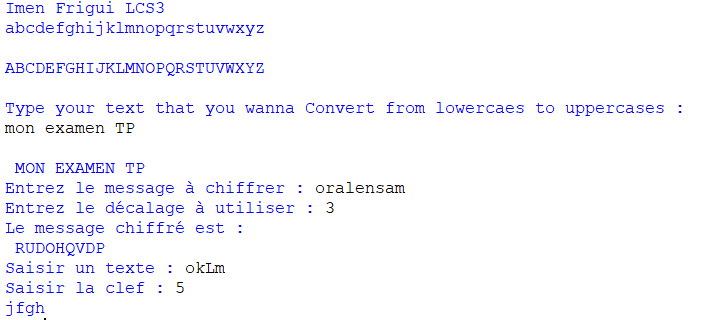 Imen Frigui LCS3
abcdefghijklmnopqrstuvwxyz
ABCDEFGHIJKLMNOPQRSTUVWXYZ
Type your text that you wanna Convert from lowercaes to uppercases :
mon examen TP
MON EXAMEN TP
Entrez le message à chiffrer : oralensam
Entrez le décalage à utiliser : 3
Le message chiffré est :
RUDOHQVDP
Saisir un texte : okLm
Saisir la clef : 5
jfgh